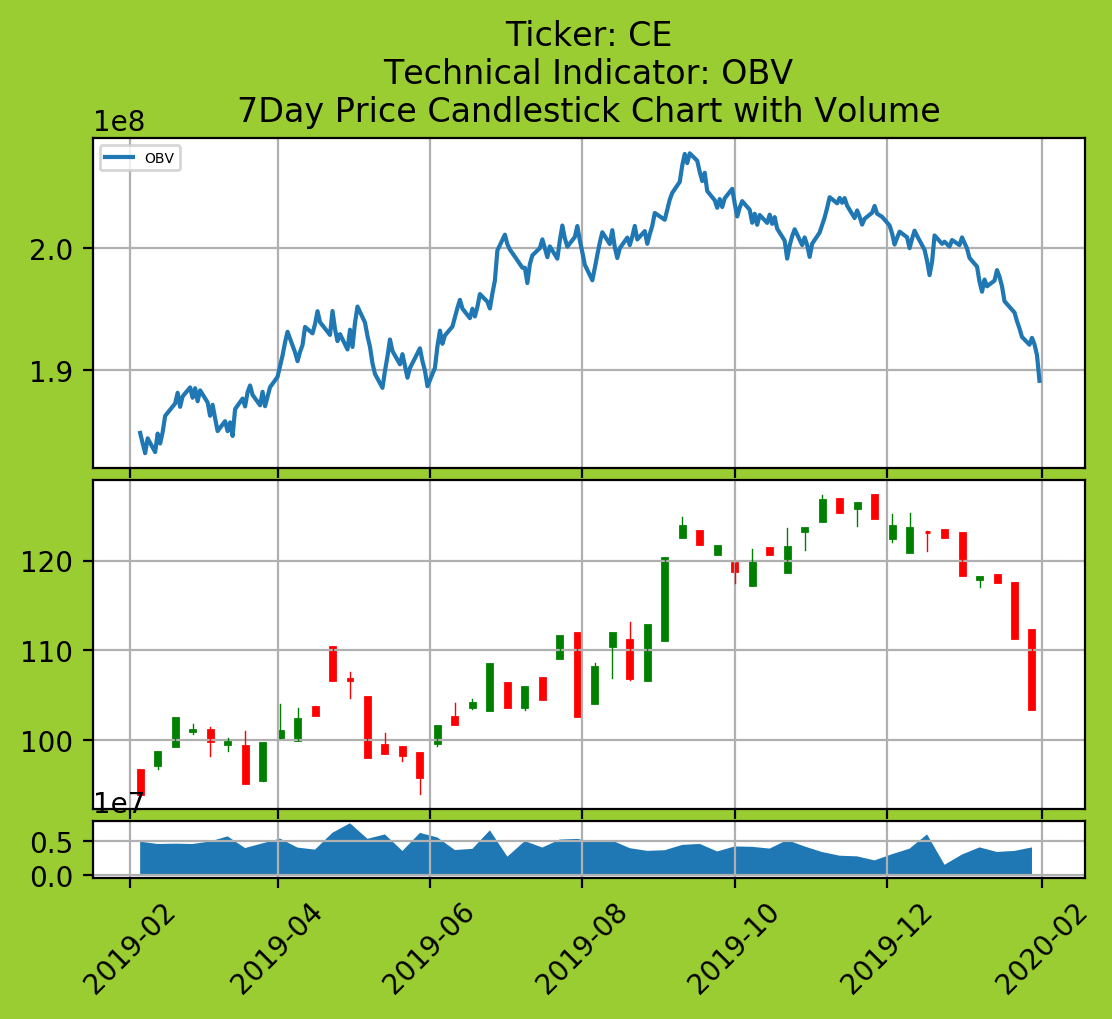 Ticker: CE
Technical Indicator: OBV
7Day Price Candlestick Chart with Volume
1e8
OBV
2.0
1.9
120
110
100
1e7
0.5
0.0
2019-02
2019-04
2019-06
2019-08
2019-10
2019-12
2020-02